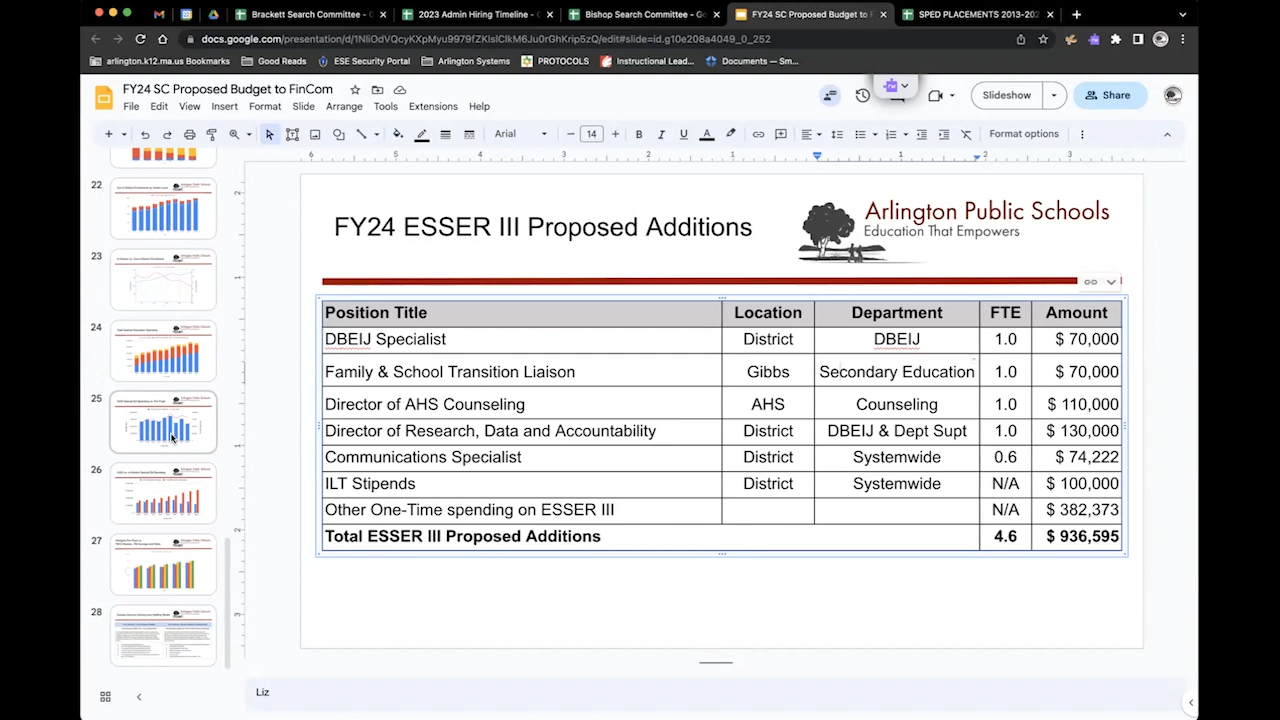 Brackett Search Committee -
2023 Admin Hiring Timeline -
Bishop Search Committee - Go
FY24 SC Proposed Budget to F
SPED PLACEMENTS 2013-202
docs.google.com/presentation/d/1NliOdVQcyKXpMyu9979fZKlslClkM6Ju0rGhKrip5zQ/edit#slide=id.g10e208a4049_0_252
arlington.k12.ma.us Bookmarks
Good Reads
ESE Security Portal
Arlington Systems
PROTOCOLS
Instructional Lead...
Documents — Sm...
FY24 SC Proposed Budget to FinCom
File Edit View Insert Format Slide Arrange Tools Extensions Help
Slideshow
Share
Arial
14
Format options
22
23
24
25
26
27
28
FY24 ESSER III Proposed Additions
Arlington Public Schools
Education That Empowers
Position Title Location Department FTE Amount
DBEIJ Specialist District DBEIJ 1.0 $ 70,000
Family & School Transition Liaison Gibbs Secondary Education 1.0 $ 70,000
Director of AHS Counseling AHS Counseling 1.0 $ 110,000
Director of Research, Data and Accountability District DBEIJ & Dept Supt 1.0 $ 130,000
Communications Specialist District Systemwide 0.6 $ 74,222
ILT Stipends District Systemwide N/A $ 100,000
Other One-Time spending on ESSER III N/A $ 382,373
Total ESSER III Proposed Additions 4.6 $ 936,595
Liz